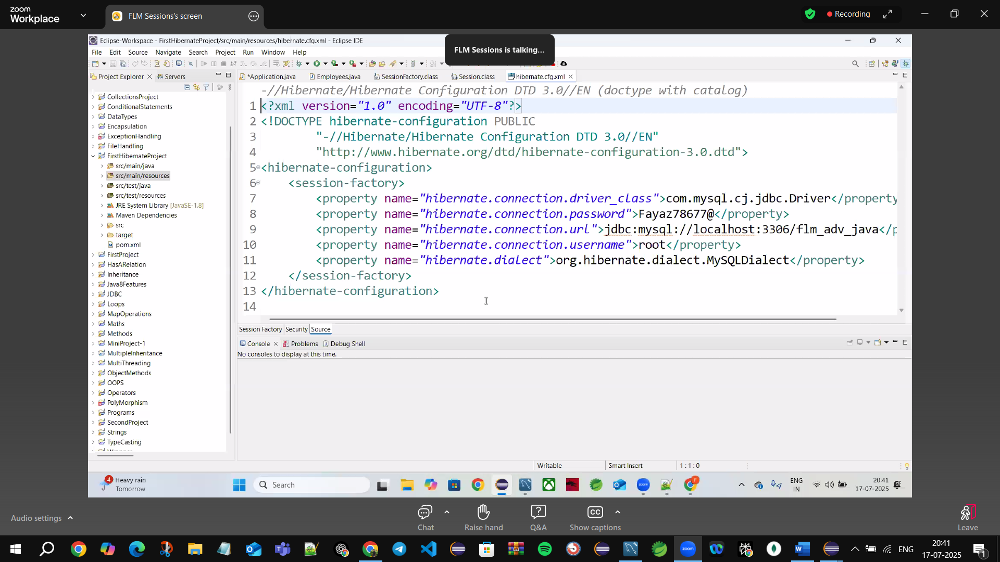 zoom
Workplace
FLM Sessions's screen
Recording
Eclipse-Workspace - FirstHibernateProject/src/main/resources/hibernate.cfg.xml - Eclipse IDE
FLM Sessions is talking...
File Edit Source Navigate Search Project Run Window Help
Project Explorer Servers
*Application.java Employees.java SessionFactory.class Session.class hibernate.cfg.xml
CollectionsProject
ConditionalStatements
DataTypes
Encapsulation
ExceptionHandling
FileHandling
FirstHibernateProject
src/main/java
src/main/resources
src/test/java
src/test/resources
JRE System Library [JavaSE-1.8]
Maven Dependencies
src
target
pom.xml
FirstProject
HasARelation
Inheritance
Java8Features
JDBC
Loops
MapOperations
Maths
Methods
MiniProject-1
MultipleInheritance
MultiThreading
ObjectMethods
OOPS
Operators
PolyMorphism
Programs
SecondProject
Strings
TypeCasting
-//Hibernate/Hibernate Configuration DTD 3.0//EN (doctype with catalog)
1 <?xml version="1.0" encoding="UTF-8"?>
2 <!DOCTYPE hibernate-configuration PUBLIC
3 "-//Hibernate/Hibernate Configuration DTD 3.0//EN"
4 "http://www.hibernate.org/dtd/hibernate-configuration-3.0.dtd">
5 <hibernate-configuration>
6 <session-factory>
7 <property name="hibernate.connection.driver_class">com.mysql.cj.jdbc.Driver</property
8 <property name="hibernate.connection.password">Fayaz78677@</property>
9 <property name="hibernate.connection.url">jdbc:mysql://localhost:3306/flm_adv_java</p
10 <property name="hibernate.connection.username">root</property>
11 <property name="hibernate.dialect">org.hibernate.dialect.MySQLDialect</property>
12 </session-factory>
13 </hibernate-configuration>
14
Session Factory Security Source
Console Problems Debug Shell
No consoles to display at this time.
Writable Smart Insert 1 : 1 : 0
4 Heavy rain
Tomorrow
Search
ENG
IN
20:41
17-07-2025
Audio settings
Chat
Raise hand
Q&A
CC
Show captions
Leave
zoom
ENG
20:41
17-07-2025
1